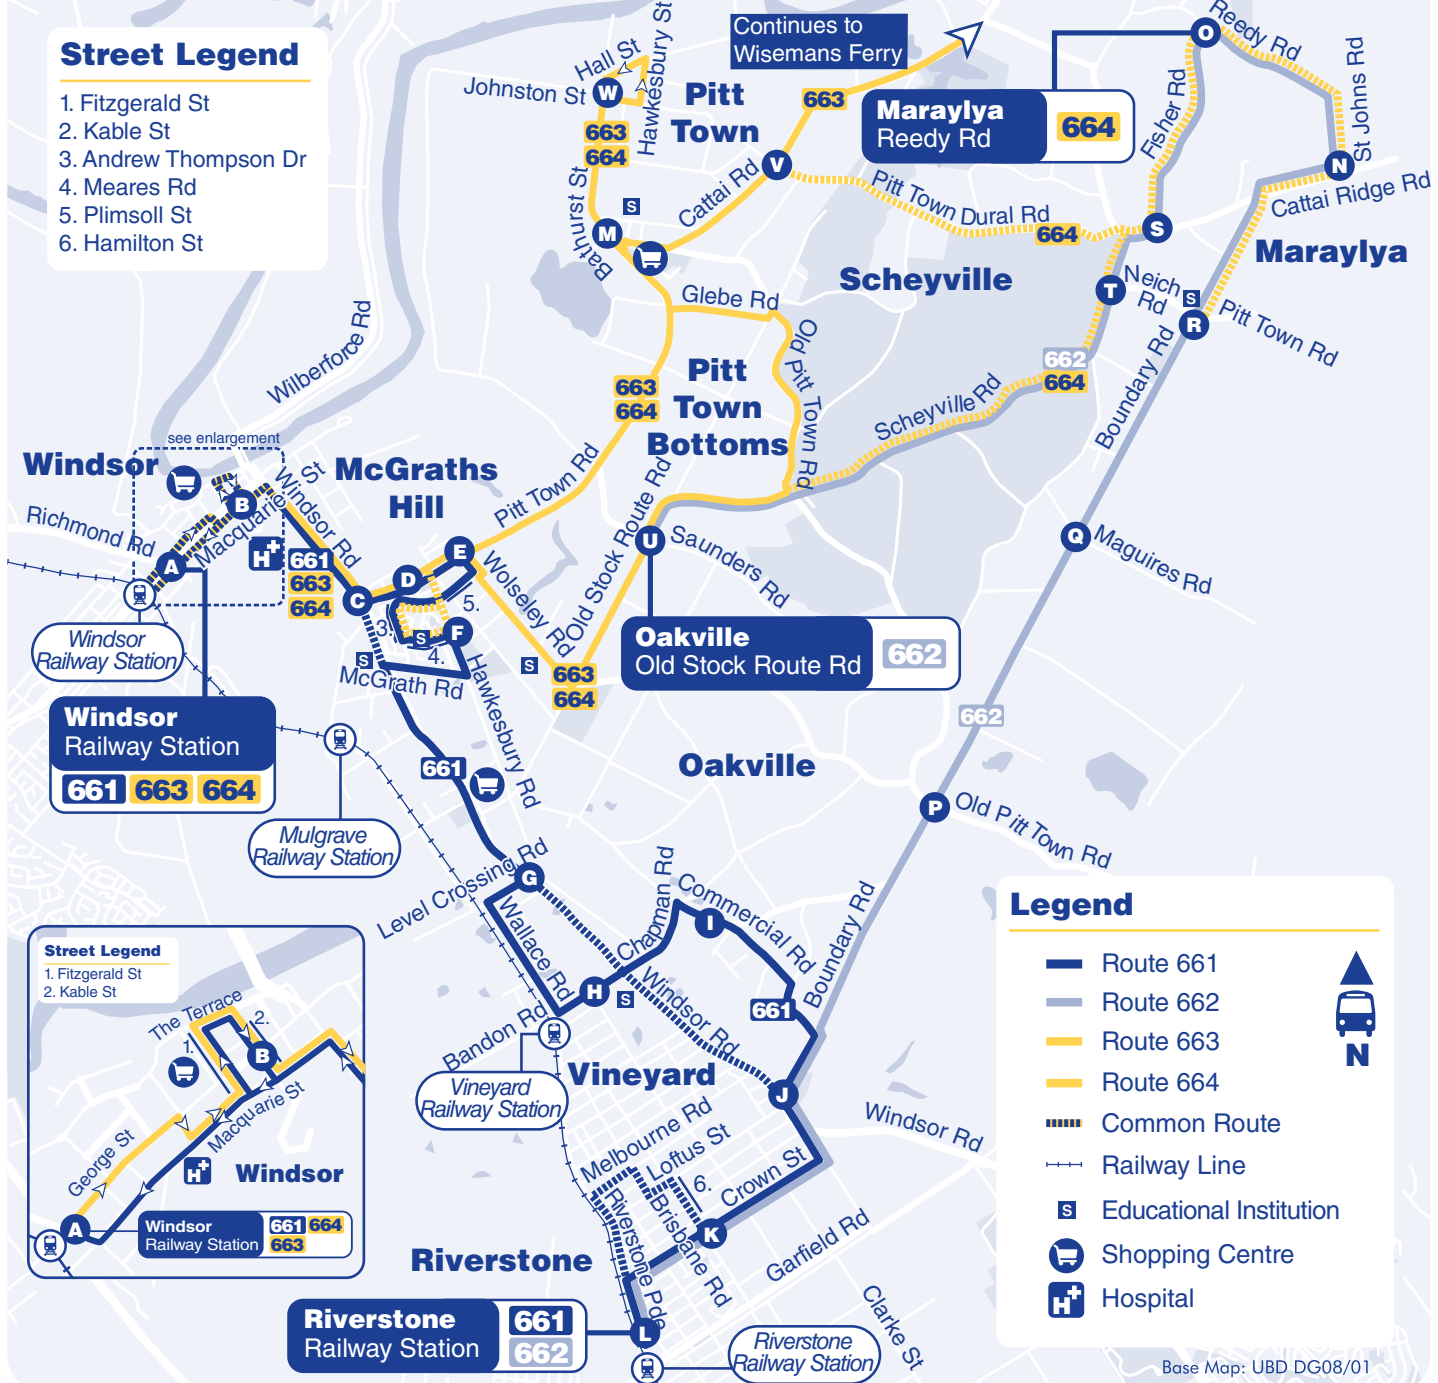 Street Legend
1. Fitzgerald St
2. Kable St
3. Andrew Thompson Dr
4. Meares Rd
5. Plimsoll St
6. Hamilton St
Continues to
Wisemans Ferry
Hall St
Johnston St
Hawkesbury St
W
663
664
Pitt
Town
663
Maraylya
Reedy Rd
664
O
Reedy Rd
Fisher Rd
St Johns Rd
N
Cattai Ridge Rd
Maraylya
V
Cattai Rd
Bathurst St
S
M
Pitt Town Dural Rd
664
S
Scheyville
T
Neich
Rd
S
R
Pitt Town Rd
Glebe Rd
Old Pitt Town Rd
Wilberforce Rd
663
664
Pitt
Town
Bottoms
662
664
Scheyville Rd
Boundary Rd
see enlargement
Windsor
McGraths
Hill
Richmond Rd
B
Macquarie St
Windsor Rd
A
H
661
663
664
C
D
E
Pitt Town Rd
Wolseley Rd
Old Stock Route Rd
U
Saunders Rd
Q
Maguires Rd
5.
3.
S
F
4.
S
McGrath Rd
Hawkesbury Rd
S
663
664
Oakville
Old Stock Route Rd
662
Windsor
Railway Station
Windsor
Railway Station
661
663
664
662
Oakville
661
Mulgrave
Railway Station
P
Old Pitt Town Rd
Level Crossing Rd
G
Wallace Rd
Chapman Rd
Commercial Rd
I
Boundary Rd
H
S
Windsor Rd
661
Bandon Rd
Vineyard
Vineyard
Railway Station
J
Windsor Rd
Melbourne Rd
Loftus St
6.
Crown St
K
Brisbane Rd
Riverstone Pde
Garfield Rd
Clarke St
Riverstone
Riverstone
Railway Station
661
662
L
Riverstone
Railway Station
Street Legend
1. Fitzgerald St
2. Kable St
The Terrace
1.
2.
B
Macquarie St
George St
H
Windsor
A
Windsor
Railway Station
661
664
663
Legend
Route 661
Route 662
Route 663
Route 664
Common Route
Railway Line
S
Educational Institution
Shopping Centre
H
Hospital
N
Base Map: UBD DG08/01